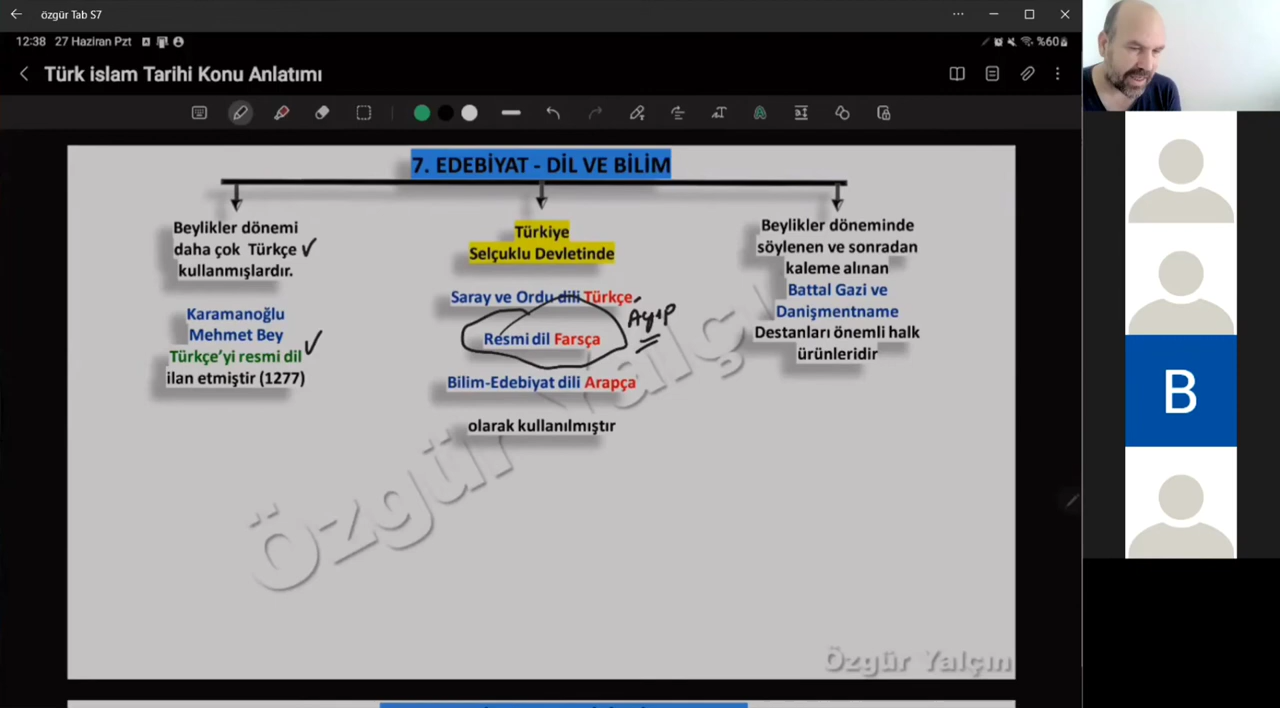 özgür Tab S7
12:38 27 Haziran Pzt
%60
Türk islam Tarihi Konu Anlatımı
7. EDEBİYAT - DİL VE BİLİM
Beylikler dönemi
daha çok Türkçe
kullanmışlardır.
Karamanoğlu
Mehmet Bey
Türkçe'yi resmi dil
ilan etmiştir (1277)
Türkiye
Selçuklu Devletinde
Saray ve Ordu dili Türkçe
Ayıp
Resmi dil Farsça
Bilim-Edebiyat dili Arapça
olarak kullanılmıştır
Beylikler döneminde
söylenen ve sonradan
kaleme alınan
Battal Gazi ve
Danişmentname
Destanları önemli halk
ürünleridir
B
Özgür Yalç
Özgür Yalçın